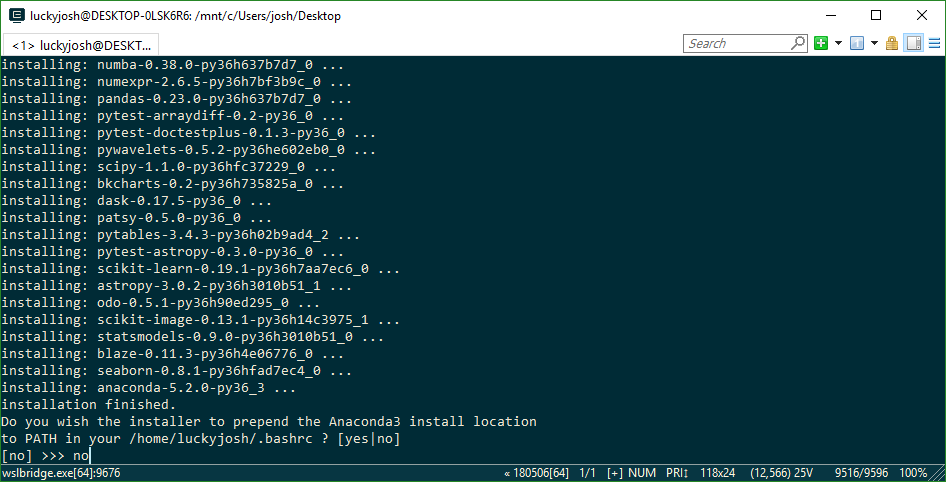 luckyjosh@DESKTOP-0LSK6R6: /mnt/c/Users/josh/Desktop
<1> luckyjosh@DESKT...
Search
installing: numba-0.38.0-py36h637b7d7_0 ...
installing: numexpr-2.6.5-py36h7bf3b9c_0 ...
installing: pandas-0.23.0-py36h637b7d7_0 ...
installing: pytest-arraydiff-0.2-py36_0 ...
installing: pytest-doctestplus-0.1.3-py36_0 ...
installing: pywavelets-0.5.2-py36he602eb0_0 ...
installing: scipy-1.1.0-py36hfc37229_0 ...
installing: bkcharts-0.2-py36h735825a_0 ...
installing: dask-0.17.5-py36_0 ...
installing: patsy-0.5.0-py36_0 ...
installing: pytables-3.4.3-py36h02b9ad4_2 ...
installing: pytest-astropy-0.3.0-py36_0 ...
installing: scikit-learn-0.19.1-py36h7aa7ec6_0 ...
installing: astropy-3.0.2-py36h3010b51_1 ...
installing: odo-0.5.1-py36h90ed295_0 ...
installing: scikit-image-0.13.1-py36h14c3975_1 ...
installing: statsmodels-0.9.0-py36h3010b51_0 ...
installing: blaze-0.11.3-py36h4e06776_0 ...
installing: seaborn-0.8.1-py36hfad7ec4_0 ...
installing: anaconda-5.2.0-py36_3 ...
installation finished.
Do you wish the installer to prepend the Anaconda3 install location
to PATH in your /home/luckyjosh/.bashrc ? [yes|no]
[no] >>> no
wslbridge.exe[64]:9676 « 180506[64] 1/1 [+] NUM PRI↕ 118x24 (12,566) 25V 9516/9596 100%